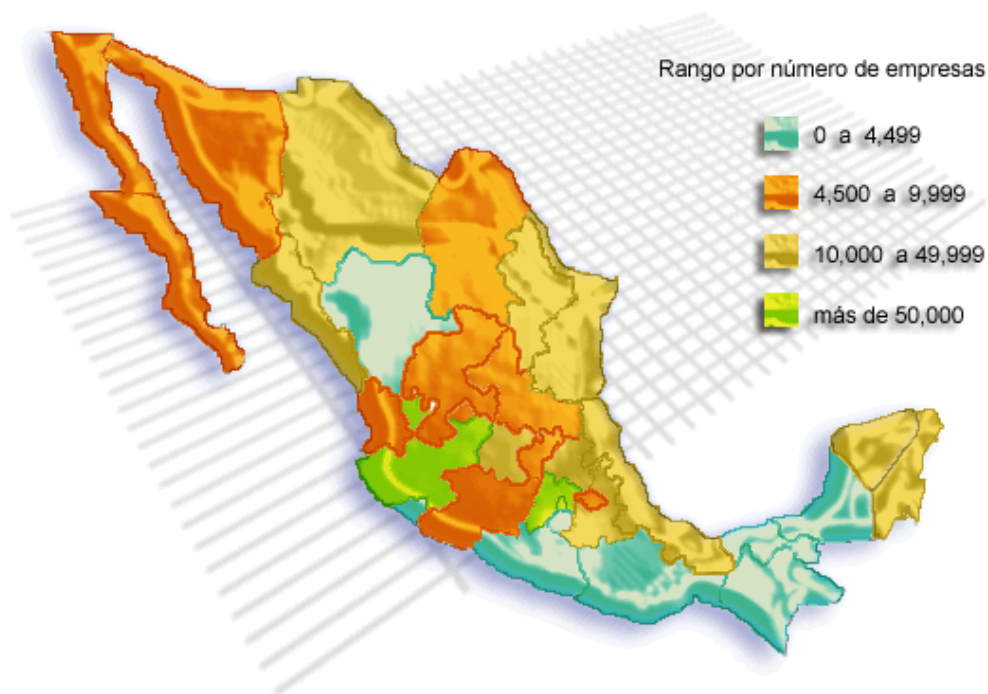 Rango por número de empresas
0 a 4,499
4,500 a 9,999
10,000 a 49,999
más de 50,000